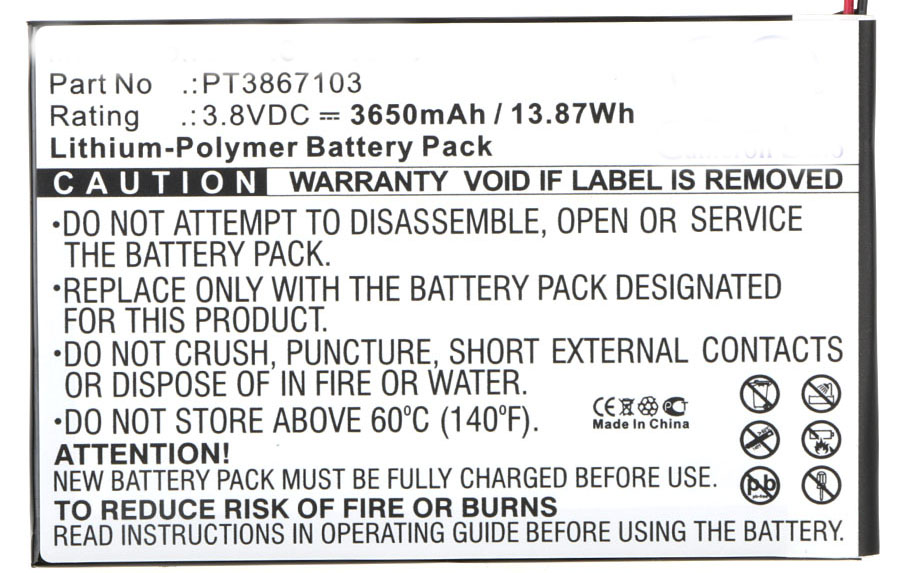 Part No .:PT3867103
Rating .:3.8VDC ⎓ 3650mAh / 13.87Wh
Lithium-Polymer Battery Pack
CAUTION WARRANTY VOID IF LABEL IS REMOVED
•DO NOT ATTEMPT TO DISASSEMBLE, OPEN OR SERVICE
THE BATTERY PACK.
•REPLACE ONLY WITH THE BATTERY PACK DESIGNATED
FOR THIS PRODUCT.
•DO NOT CRUSH, PUNCTURE, SHORT EXTERNAL CONTACTS
OR DISPOSE OF IN FIRE OR WATER.
•DO NOT STORE ABOVE 60°C (140°F).
CE
Made In China
ATTENTION!
NEW BATTERY PACK MUST BE FULLY CHARGED BEFORE USE.
pb
TO REDUCE RISK OF FIRE OR BURNS
READ INSTRUCTIONS IN OPERATING GUIDE BEFORE USING THE BATTERY.